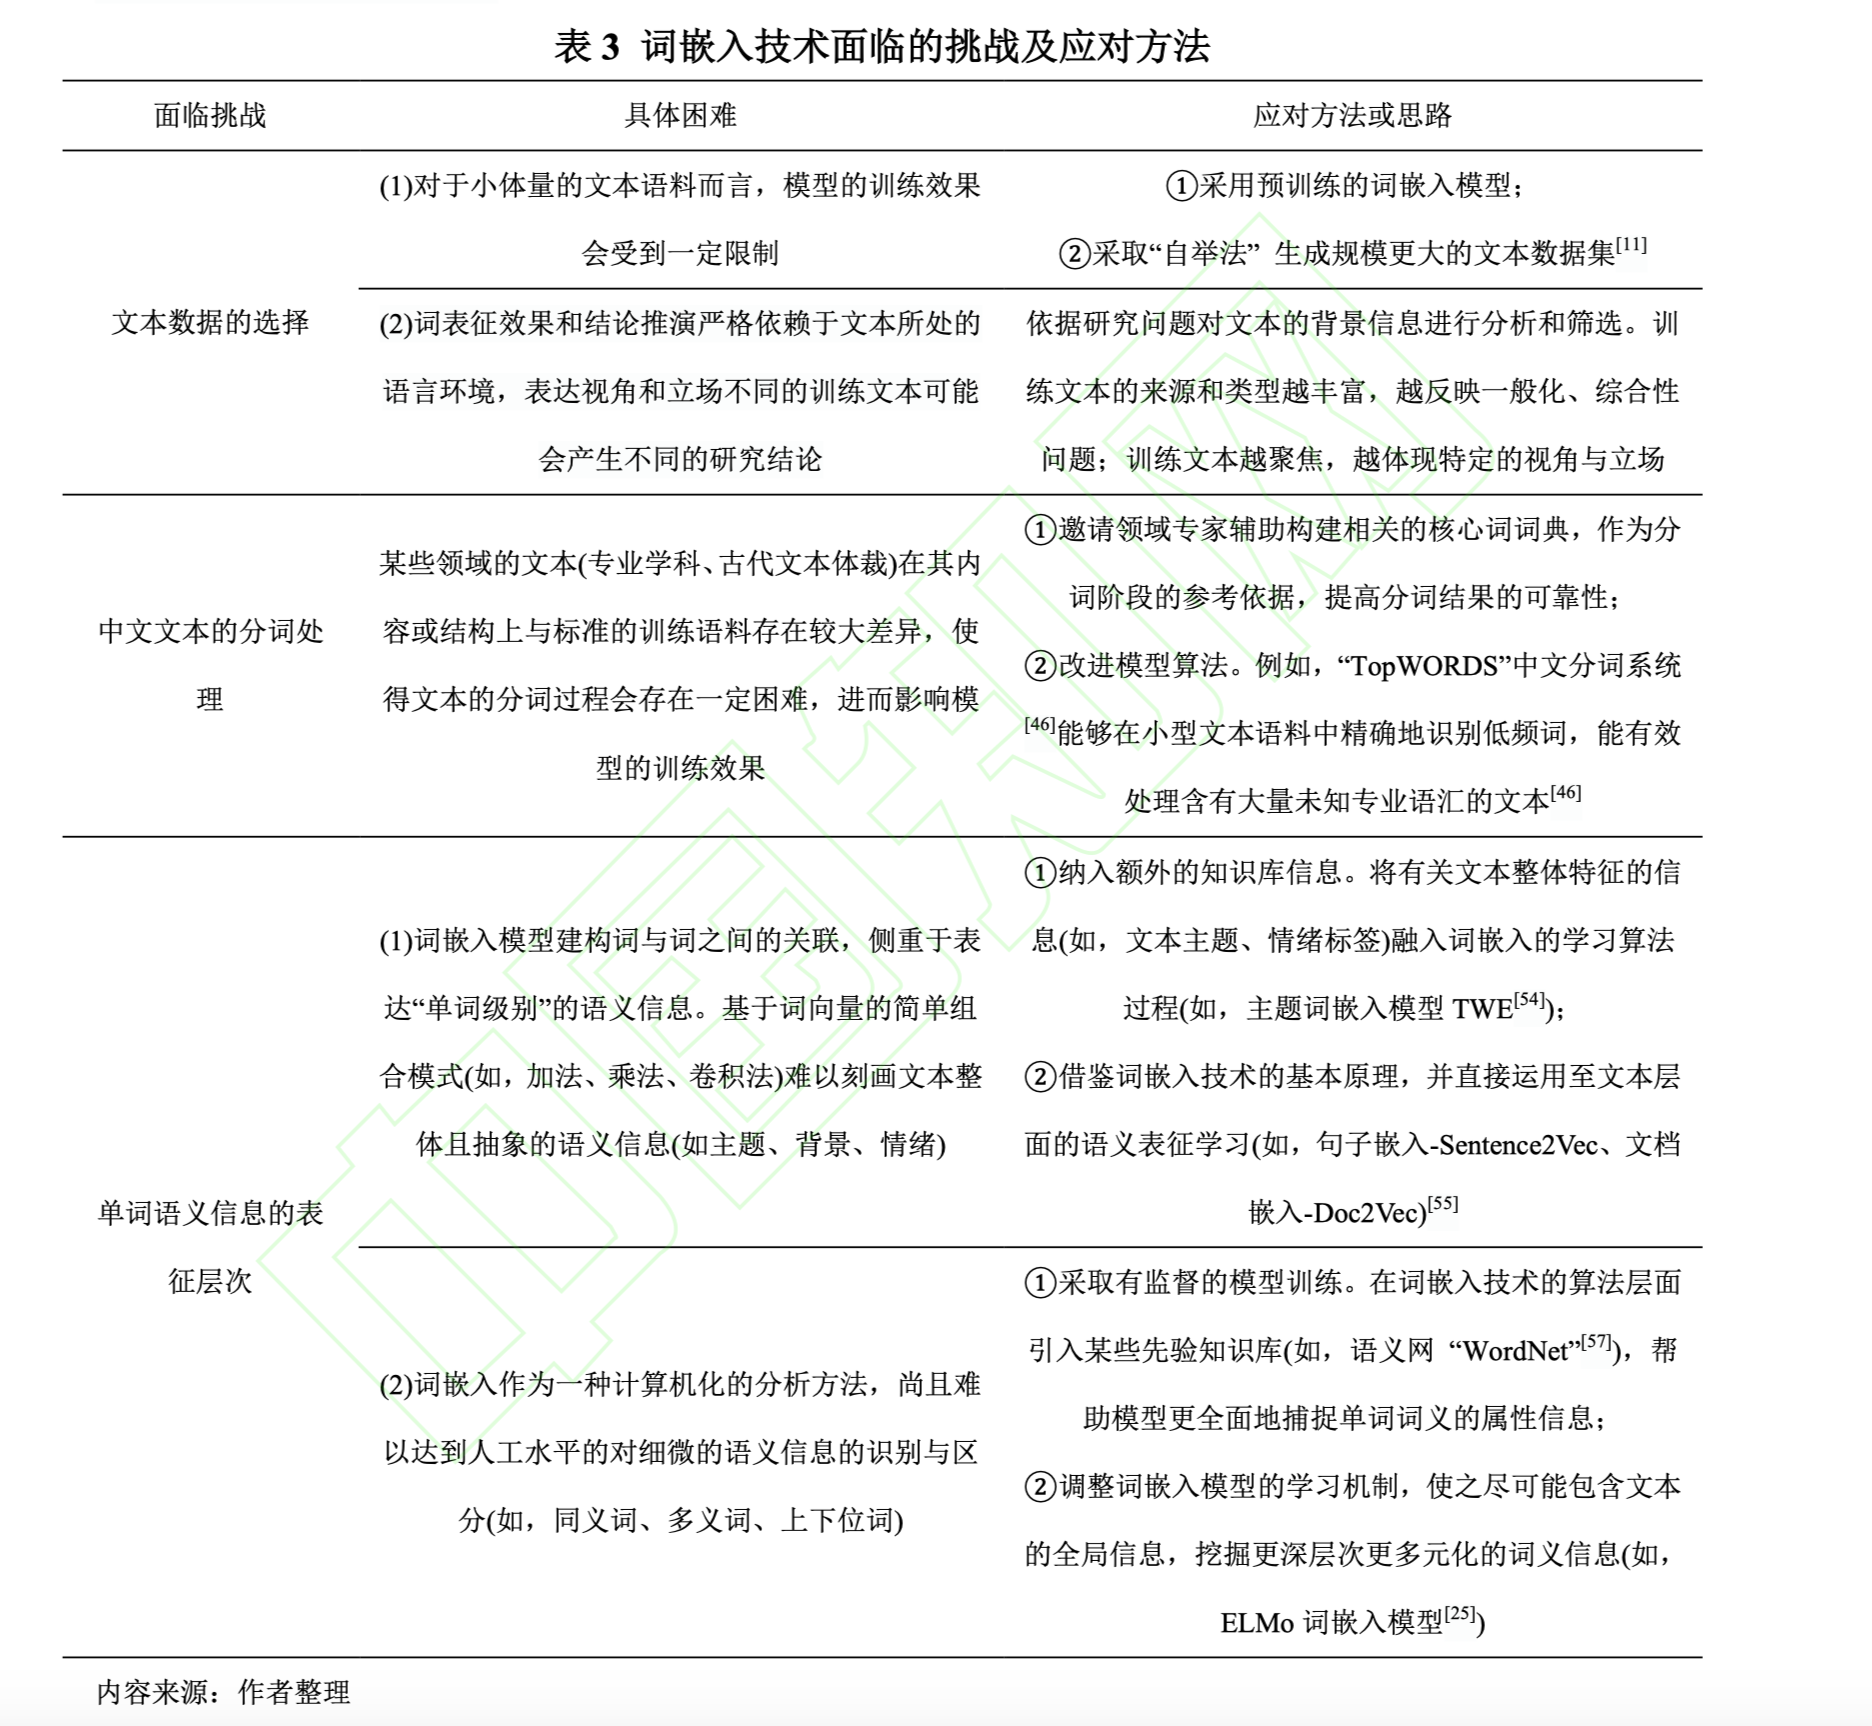 表 3 词嵌入技术面临的挑战及应对方法
面临挑战
具体困难
应对方法或思路
文本数据的选择
(1)对于小体量的文本语料而言，模型的训练效果
会受到一定限制
①采用预训练的词嵌入模型；
②采取“自举法” 生成规模更大的文本数据集[11]
(2)词表征效果和结论推演严格依赖于文本所处的
语言环境，表达视角和立场不同的训练文本可能
会产生不同的研究结论
依据研究问题对文本的背景信息进行分析和筛选。训
练文本的来源和类型越丰富，越反映一般化、综合性
问题；训练文本越聚焦，越体现特定的视角与立场
中文文本的分词处
理
某些领域的文本(专业学科、古代文本体裁)在其内
容或结构上与标准的训练语料存在较大差异，使
得文本的分词过程会存在一定困难，进而影响模
型的训练效果
①邀请领域专家辅助构建相关的核心词词典，作为分
词阶段的参考依据，提高分词结果的可靠性；
②改进模型算法。例如，“TopWORDS”中文分词系统
[46]能够在小型文本语料中精确地识别低频词，能有效
处理含有大量未知专业语汇的文本[46]
单词语义信息的表
征层次
(1)词嵌入模型建构词与词之间的关联，侧重于表
达“单词级别”的语义信息。基于词向量的简单组
合模式(如，加法、乘法、卷积法)难以刻画文本整
体且抽象的语义信息(如主题、背景、情绪)
①纳入额外的知识库信息。将有关文本整体特征的信
息(如，文本主题、情绪标签)融入词嵌入的学习算法
过程(如，主题词嵌入模型 TWE[54])；
②借鉴词嵌入技术的基本原理，并直接运用至文本层
面的语义表征学习(如，句子嵌入-Sentence2Vec、文档
嵌入-Doc2Vec)[55]
(2)词嵌入作为一种计算机化的分析方法，尚且难
以达到人工水平的对细微的语义信息的识别与区
分(如，同义词、多义词、上下位词)
①采取有监督的模型训练。在词嵌入技术的算法层面
引入某些先验知识库(如，语义网 “WordNet”[57])，帮
助模型更全面地捕捉单词词义的属性信息；
②调整词嵌入模型的学习机制，使之尽可能包含文本
的全局信息，挖掘更深层次更多元化的词义信息(如，
ELMo 词嵌入模型[25])
内容来源：作者整理
中国知网